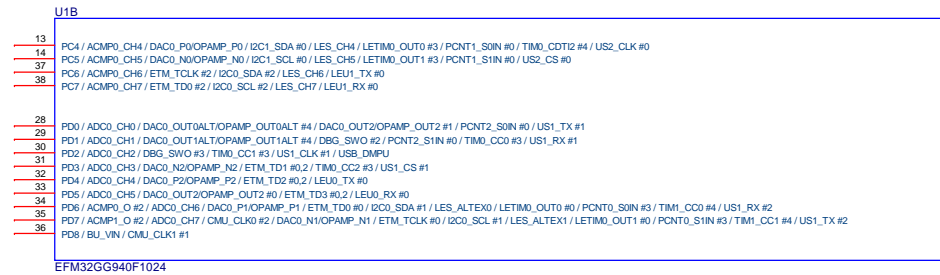 U1B
13 PC4 / ACMP0_CH4 / DAC0_P0/OPAMP_P0 / I2C1_SDA #0 / LES_CH4 / LETIM0_OUT0 #3 / PCNT1_S0IN #0 / TIM0_CDTI2 #4 / US2_CLK #0
14 PC5 / ACMP0_CH5 / DAC0_N0/OPAMP_N0 / I2C1_SCL #0 / LES_CH5 / LETIM0_OUT1 #3 / PCNT1_S1IN #0 / US2_CS #0
37 PC6 / ACMP0_CH6 / ETM_TCLK #2 / I2C0_SDA #2 / LES_CH6 / LEU1_TX #0
38 PC7 / ACMP0_CH7 / ETM_TD0 #2 / I2C0_SCL #2 / LES_CH7 / LEU1_RX #0
28 PD0 / ADC0_CH0 / DAC0_OUT0ALT/OPAMP_OUT0ALT #4 / DAC0_OUT2/OPAMP_OUT2 #1 / PCNT2_S0IN #0 / US1_TX #1
29 PD1 / ADC0_CH1 / DAC0_OUT1ALT/OPAMP_OUT1ALT #4 / DBG_SWO #2 / PCNT2_S1IN #0 / TIM0_CC0 #3 / US1_RX #1
30 PD2 / ADC0_CH2 / DBG_SWO #3 / TIM0_CC1 #3 / US1_CLK #1 / USB_DMPU
31 PD3 / ADC0_CH3 / DAC0_N2/OPAMP_N2 / ETM_TD1 #0,2 / TIM0_CC2 #3 / US1_CS #1
32 PD4 / ADC0_CH4 / DAC0_P2/OPAMP_P2 / ETM_TD2 #0,2 / LEU0_TX #0
33 PD5 / ADC0_CH5 / DAC0_OUT2/OPAMP_OUT2 #0 / ETM_TD3 #0,2 / LEU0_RX #0
34 PD6 / ACMP0_O #2 / ADC0_CH6 / DAC0_P1/OPAMP_P1 / ETM_TD0 #0 / I2C0_SDA #1 / LES_ALTEX0 / LETIM0_OUT0 #0 / PCNT0_S0IN #3 / TIM1_CC0 #4 / US1_RX #2
35 PD7 / ACMP1_O #2 / ADC0_CH7 / CMU_CLK0 #2 / DAC0_N1/OPAMP_N1 / ETM_TCLK #0 / I2C0_SCL #1 / LES_ALTEX1 / LETIM0_OUT1 #0 / PCNT0_S1IN #3 / TIM1_CC1 #4 / US1_TX #2
36 PD8 / BU_VIN / CMU_CLK1 #1
EFM32GG940F1024